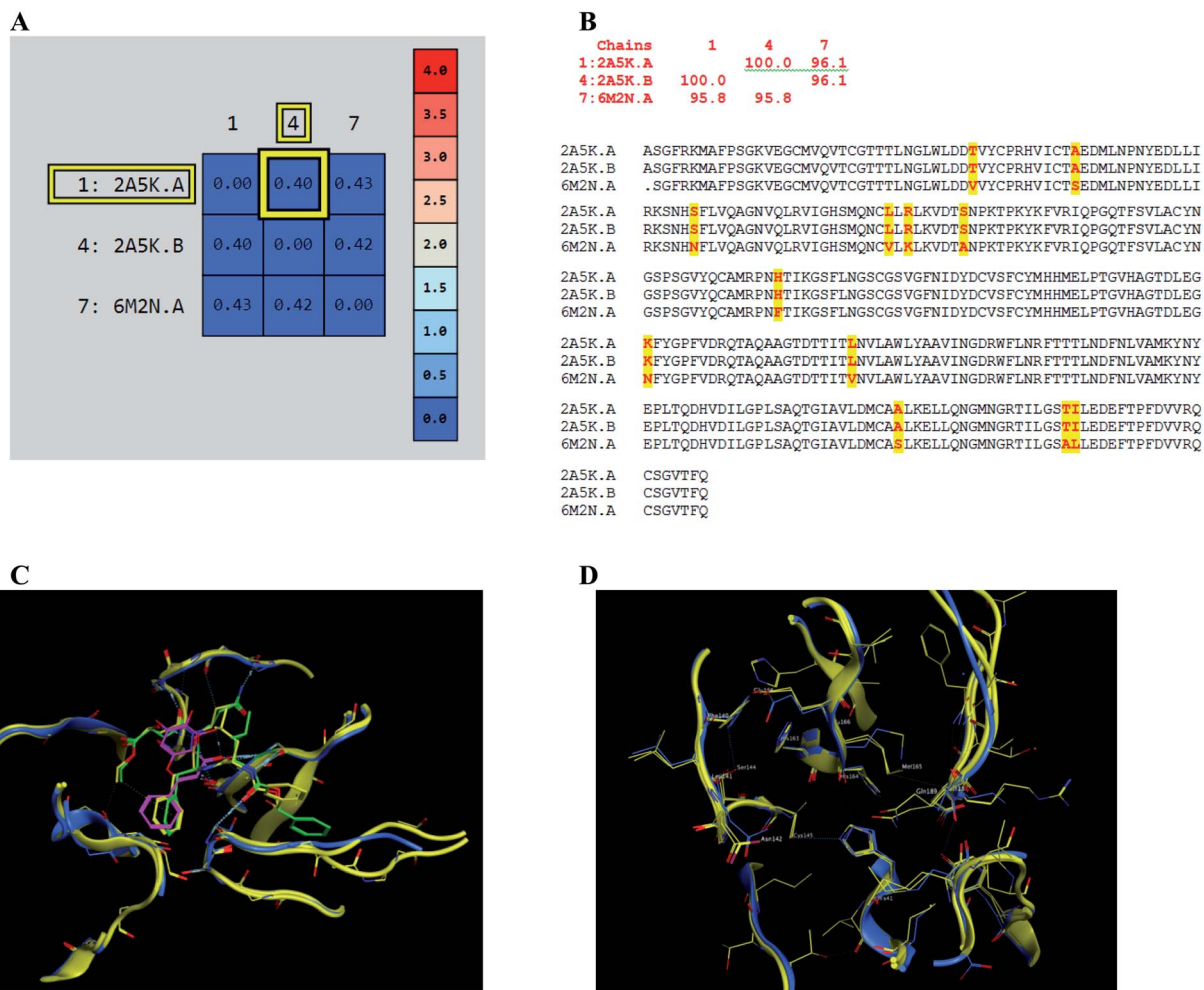 A
4
1 7
1: 2A5K.A 0.00 0.40 0.43
4: 2A5K.B 0.40 0.00 0.42
7: 6M2N.A 0.43 0.42 0.00
4.0
3.5
3.0
2.5
2.0
1.5
1.0
0.5
0.0
B
Chains 1 4 7
1:2A5K.A 100.0 96.1
4:2A5K.B 100.0 96.1
7:6M2N.A 95.8 95.8
2A5K.A ASGFRKMAFPSGKVEGCMVQVTCGTTTLNGLWLDDTVYCPRHVICTAEDMLNPNYEDLLI
2A5K.B ASGFRKMAFPSGKVEGCMVQVTCGTTTLNGLWLDDTVYCPRHVICTAEDMLNPNYEDLLI
6M2N.A .SGFRKMAFPSGKVEGCMVQVTCGTTTLNGLWLDDVVYCPRHVICTSEDMLNPNYEDLLI
2A5K.A RKSNHSFLVQAGNVQLRVIGHSMQNCLLRLKVDTSNPKTPKYKFVRIQPGQTFSVLACYN
2A5K.B RKSNHSFLVQAGNVQLRVIGHSMQNCLLRLKVDTSNPKTPKYKFVRIQPGQTFSVLACYN
6M2N.A RKSNHNFLVQAGNVQLRVIGHSMQNCVLKLKVDTANPKTPKYKFVRIQPGQTFSVLACYN
2A5K.A GSPSGVYQCAMRPNHTIKGSFLNGSCGSVGFNIDYDCVSFCYMHHMELPTGVHAGTDLEG
2A5K.B GSPSGVYQCAMRPNHTIKGSFLNGSCGSVGFNIDYDCVSFCYMHHMELPTGVHAGTDLEG
6M2N.A GSPSGVYQCAMRPNFTIKGSFLNGSCGSVGFNIDYDCVSFCYMHHMELPTGVHAGTDLEG
2A5K.A KFYGPFVDRQTAQAAGTDTTITLNVLAWLYAAVINGDRWFLNRFTTTLNDFNLVAMKYNY
2A5K.B KFYGPFVDRQTAQAAGTDTTITLNVLAWLYAAVINGDRWFLNRFTTTLNDFNLVAMKYNY
6M2N.A NFYGPFVDRQTAQAAGTDTTITVNVLAWLYAAVINGDRWFLNRFTTTLNDFNLVAMKYNY
2A5K.A EPLTQDHVDILGPLSAQTGIAVLDMCAALKELLQNGMNGRTILGSTILEDEFTPFDVVRQ
2A5K.B EPLTQDHVDILGPLSAQTGIAVLDMCAALKELLQNGMNGRTILGSTILEDEFTPFDVVRQ
6M2N.A EPLTQDHVDILGPLSAQTGIAVLDMCASLKELLQNGMNGRTILGSALLEDEFTPFDVVRQ
2A5K.A CSGVTFQ
2A5K.B CSGVTFQ
6M2N.A CSGVTFQ
C
D
Phe140
His163
Ser144
Leu141
Met165
His164
Gln189
Asn142
Cys145